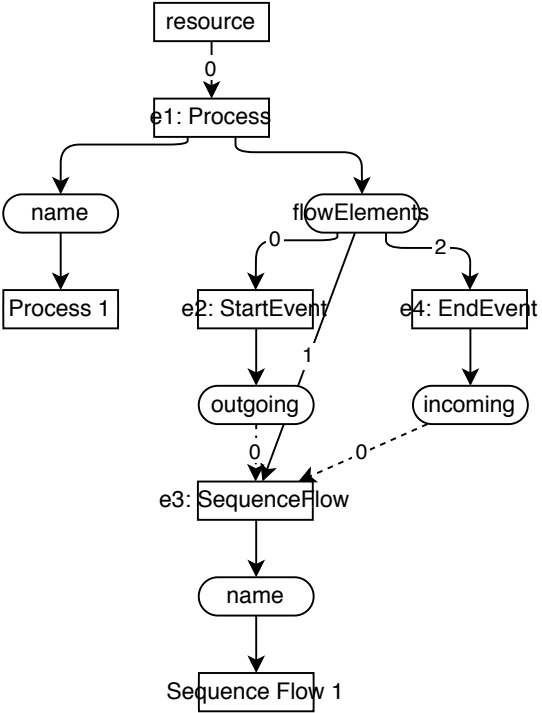 resource
0
e1: Process
name
flowElements
0
2
Process 1
e2: StartEvent
e4: EndEvent
1
outgoing
incoming
0
0
e3: SequenceFlow
name
Sequence Flow 1